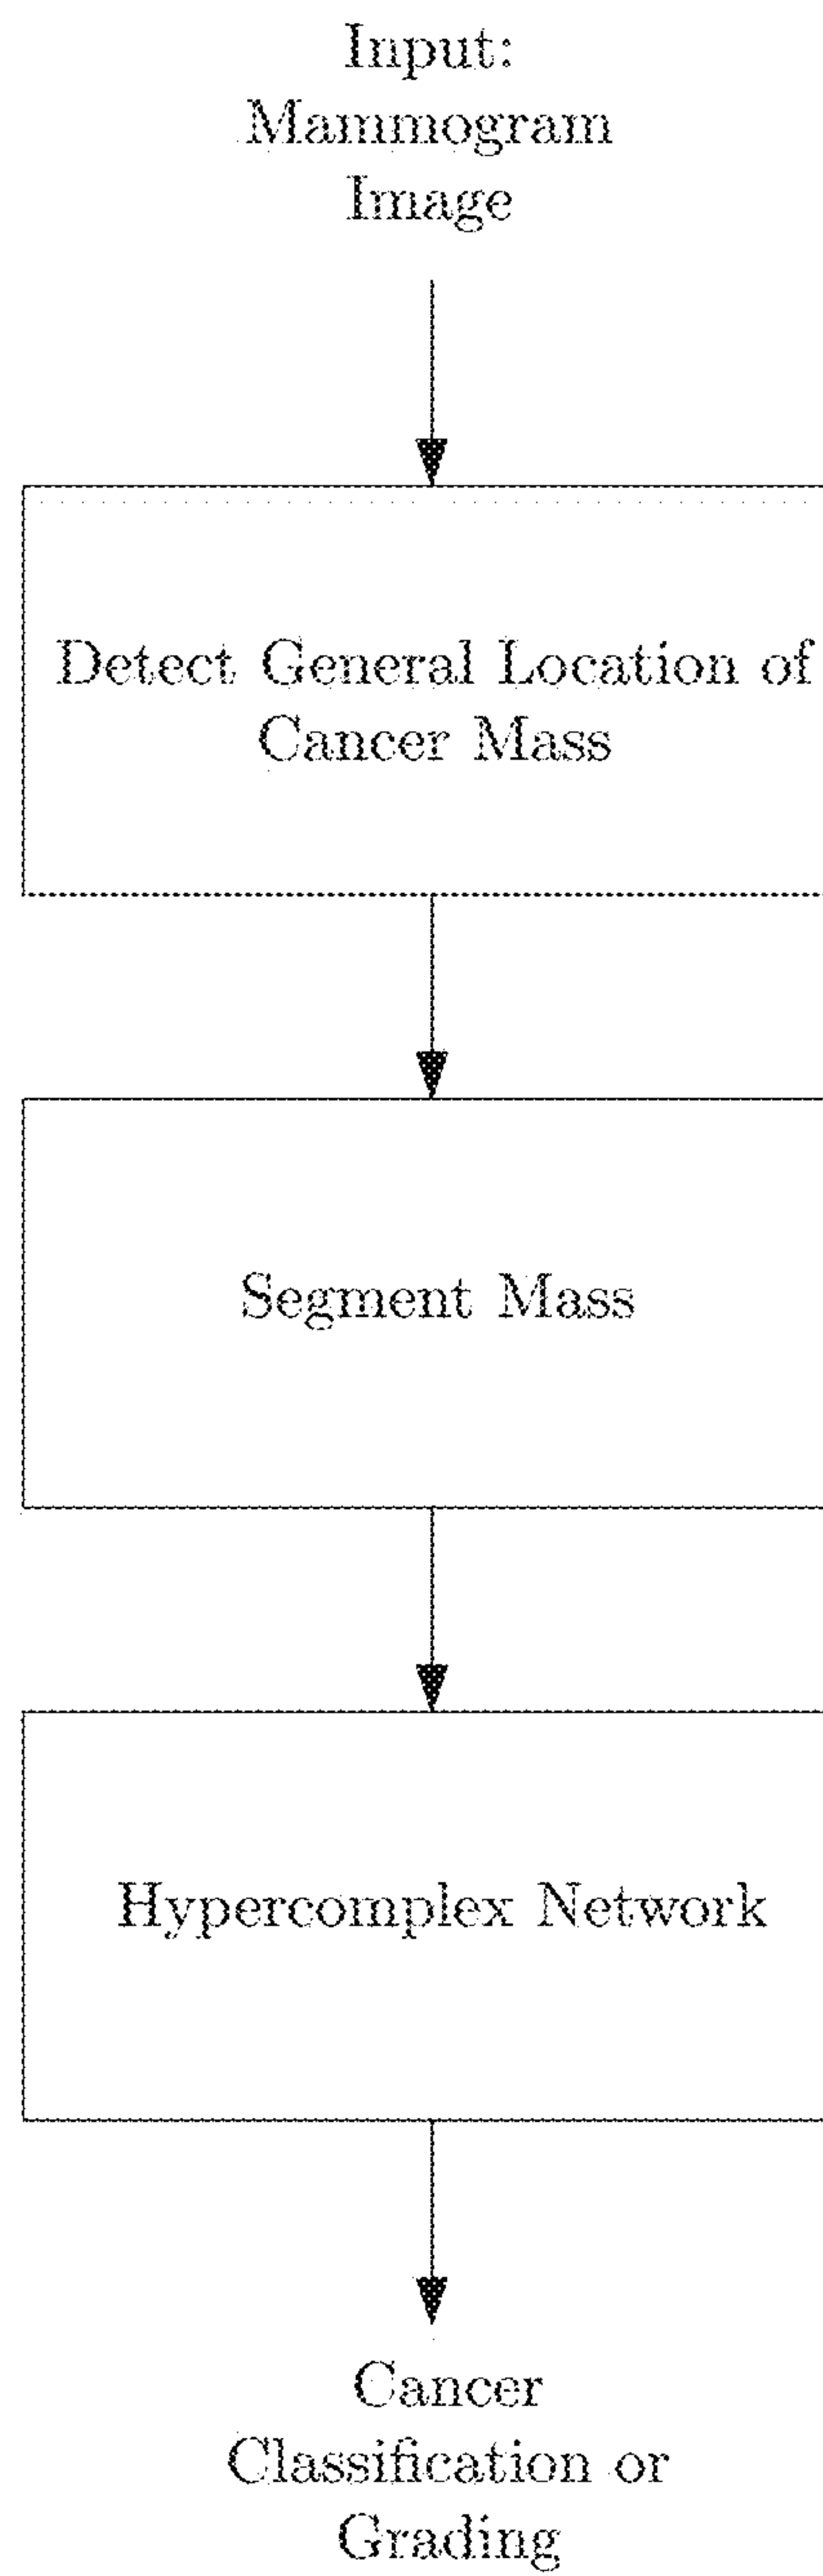 Input:
Mammogram
Image
Detect General Location of
Cancer Mass
Segment Mass
Hypercomplex Network
Cancer
Classification or
Grading